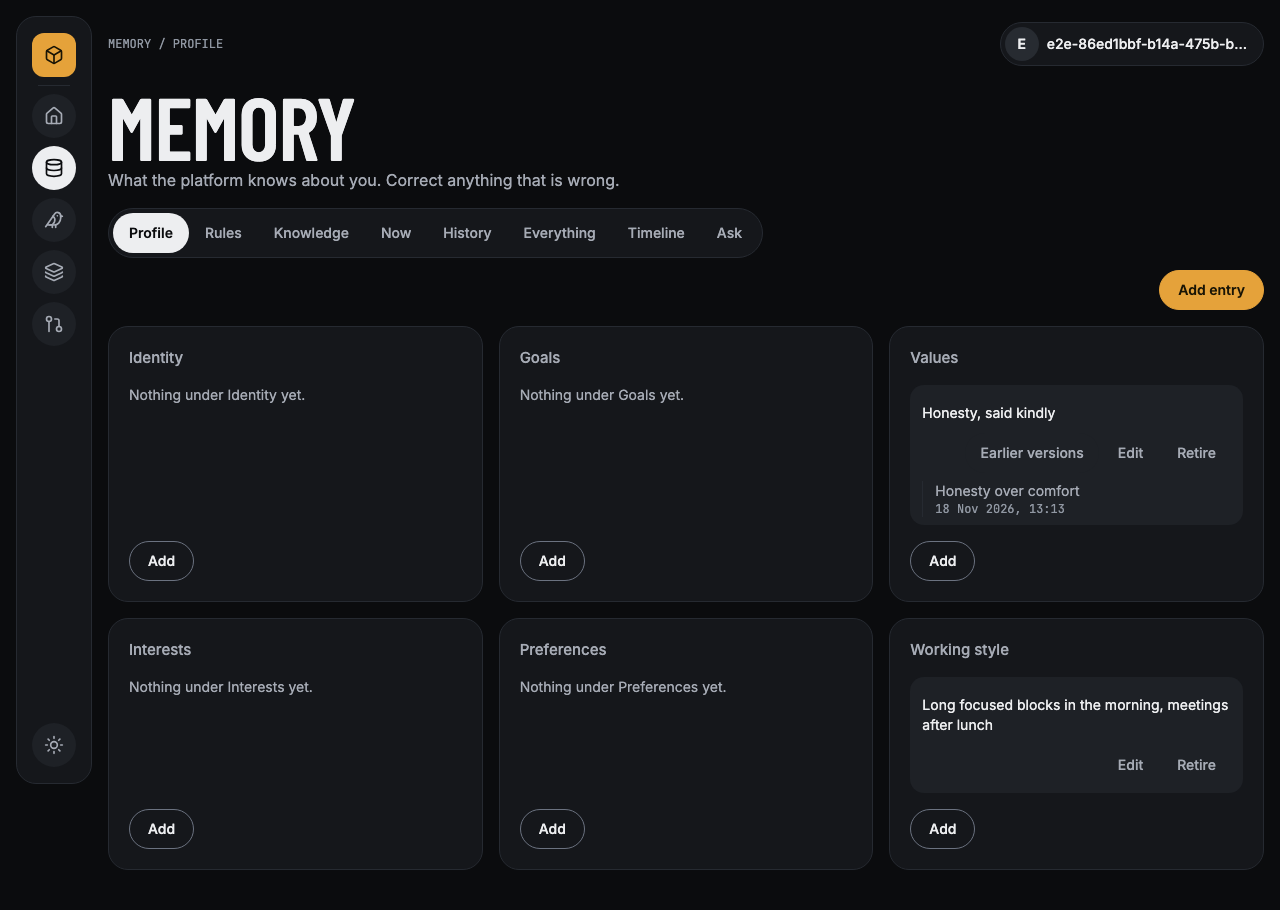 MEMORY / PROFILE
E
e2e-86ed1bbf-b14a-475b-b...
MEMORY
What the platform knows about you. Correct anything that is wrong.
Profile
Rules
Knowledge
Now
History
Everything
Timeline
Ask
Add entry
Identity
Nothing under Identity yet.
Add
Goals
Nothing under Goals yet.
Add
Values
Honesty, said kindly
Earlier versions
Edit
Retire
Honesty over comfort
18 Nov 2026, 13:13
Add
Interests
Nothing under Interests yet.
Add
Preferences
Nothing under Preferences yet.
Add
Working style
Long focused blocks in the morning, meetings
after lunch
Edit
Retire
Add